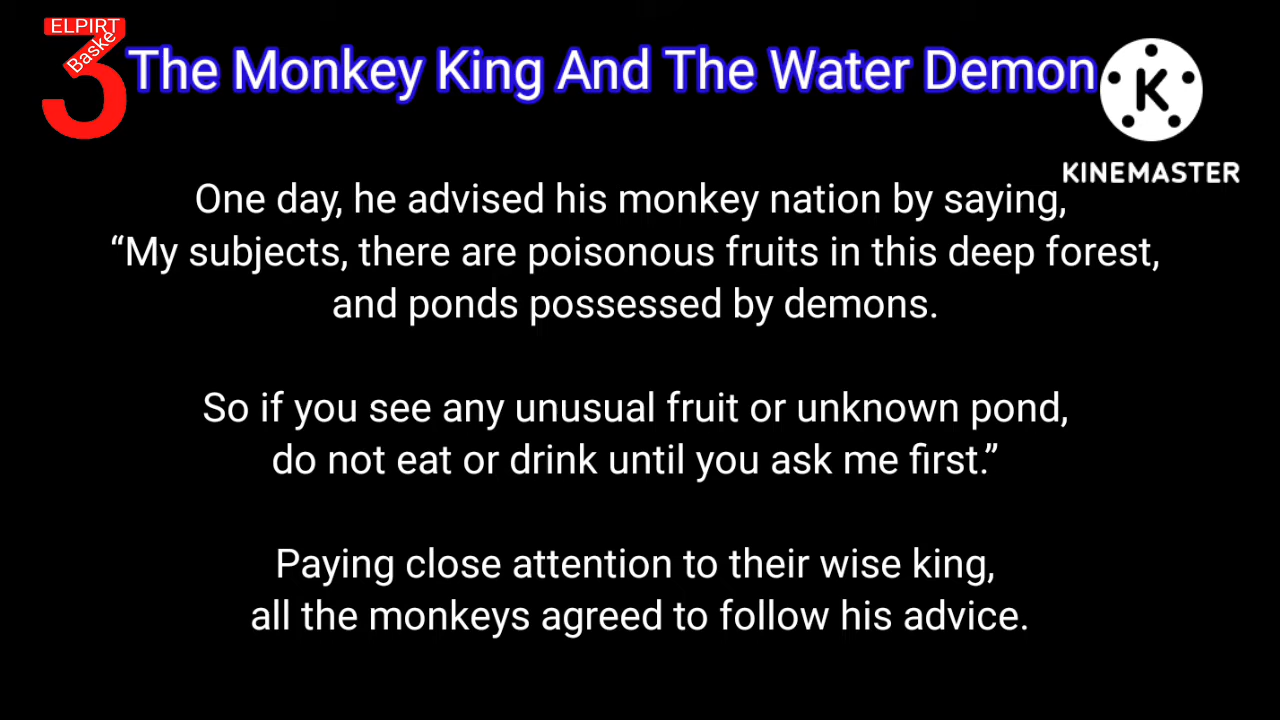 ELPIRT
Baske
3
The Monkey King And The Water Demon
K
KINEMASTER
One day, he advised his monkey nation by saying,
“My subjects, there are poisonous fruits in this deep forest,
and ponds possessed by demons.
So if you see any unusual fruit or unknown pond,
do not eat or drink until you ask me first.”
Paying close attention to their wise king,
all the monkeys agreed to follow his advice.